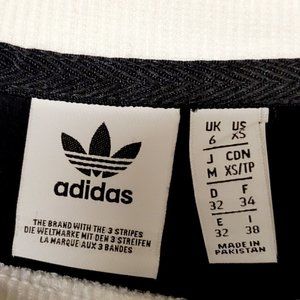 adidas
THE BRAND WITH THE 3 STRIPES
DIE WELTMARKE MIT DEN 3 STREIFEN
LA MARQUE AUX 3 BANDES
UK US
6 XS
J CDN
M XS/TP
D F
32 34
E I
32 38
MADE IN
PAKISTAN